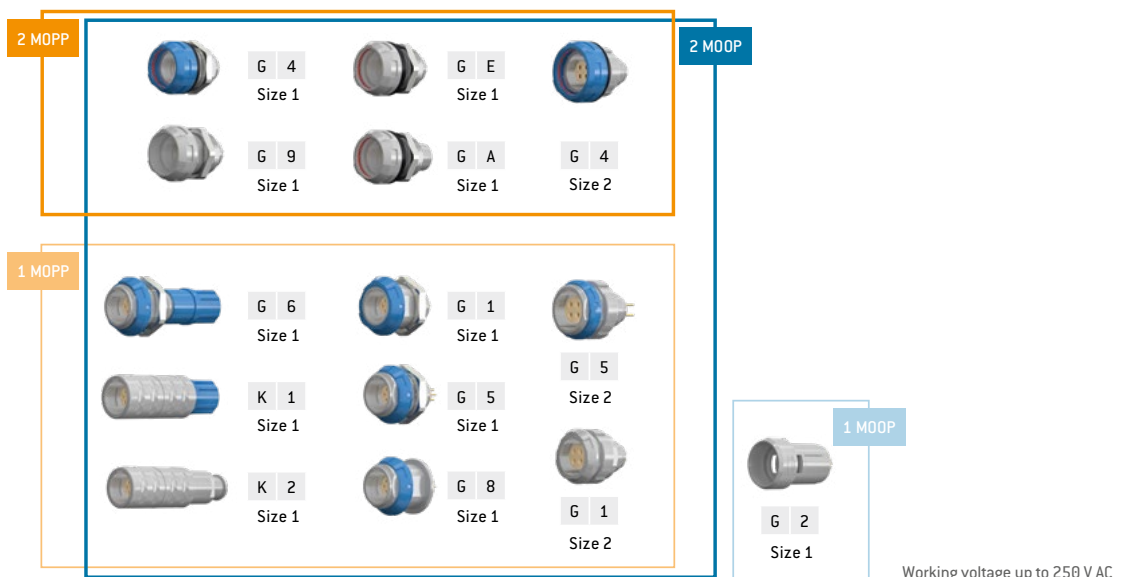 2 MOPP
2 MOOP
G 4
Size 1
G E
Size 1
G 9
Size 1
G A
Size 1
G 4
Size 2
1 MOPP
G 6
Size 1
G 1
Size 1
G 5
Size 2
K 1
Size 1
G 5
Size 1
K 2
Size 1
G 8
Size 1
G 1
Size 2
1 MOOP
G 2
Size 1
Working voltage up to 250 V AC